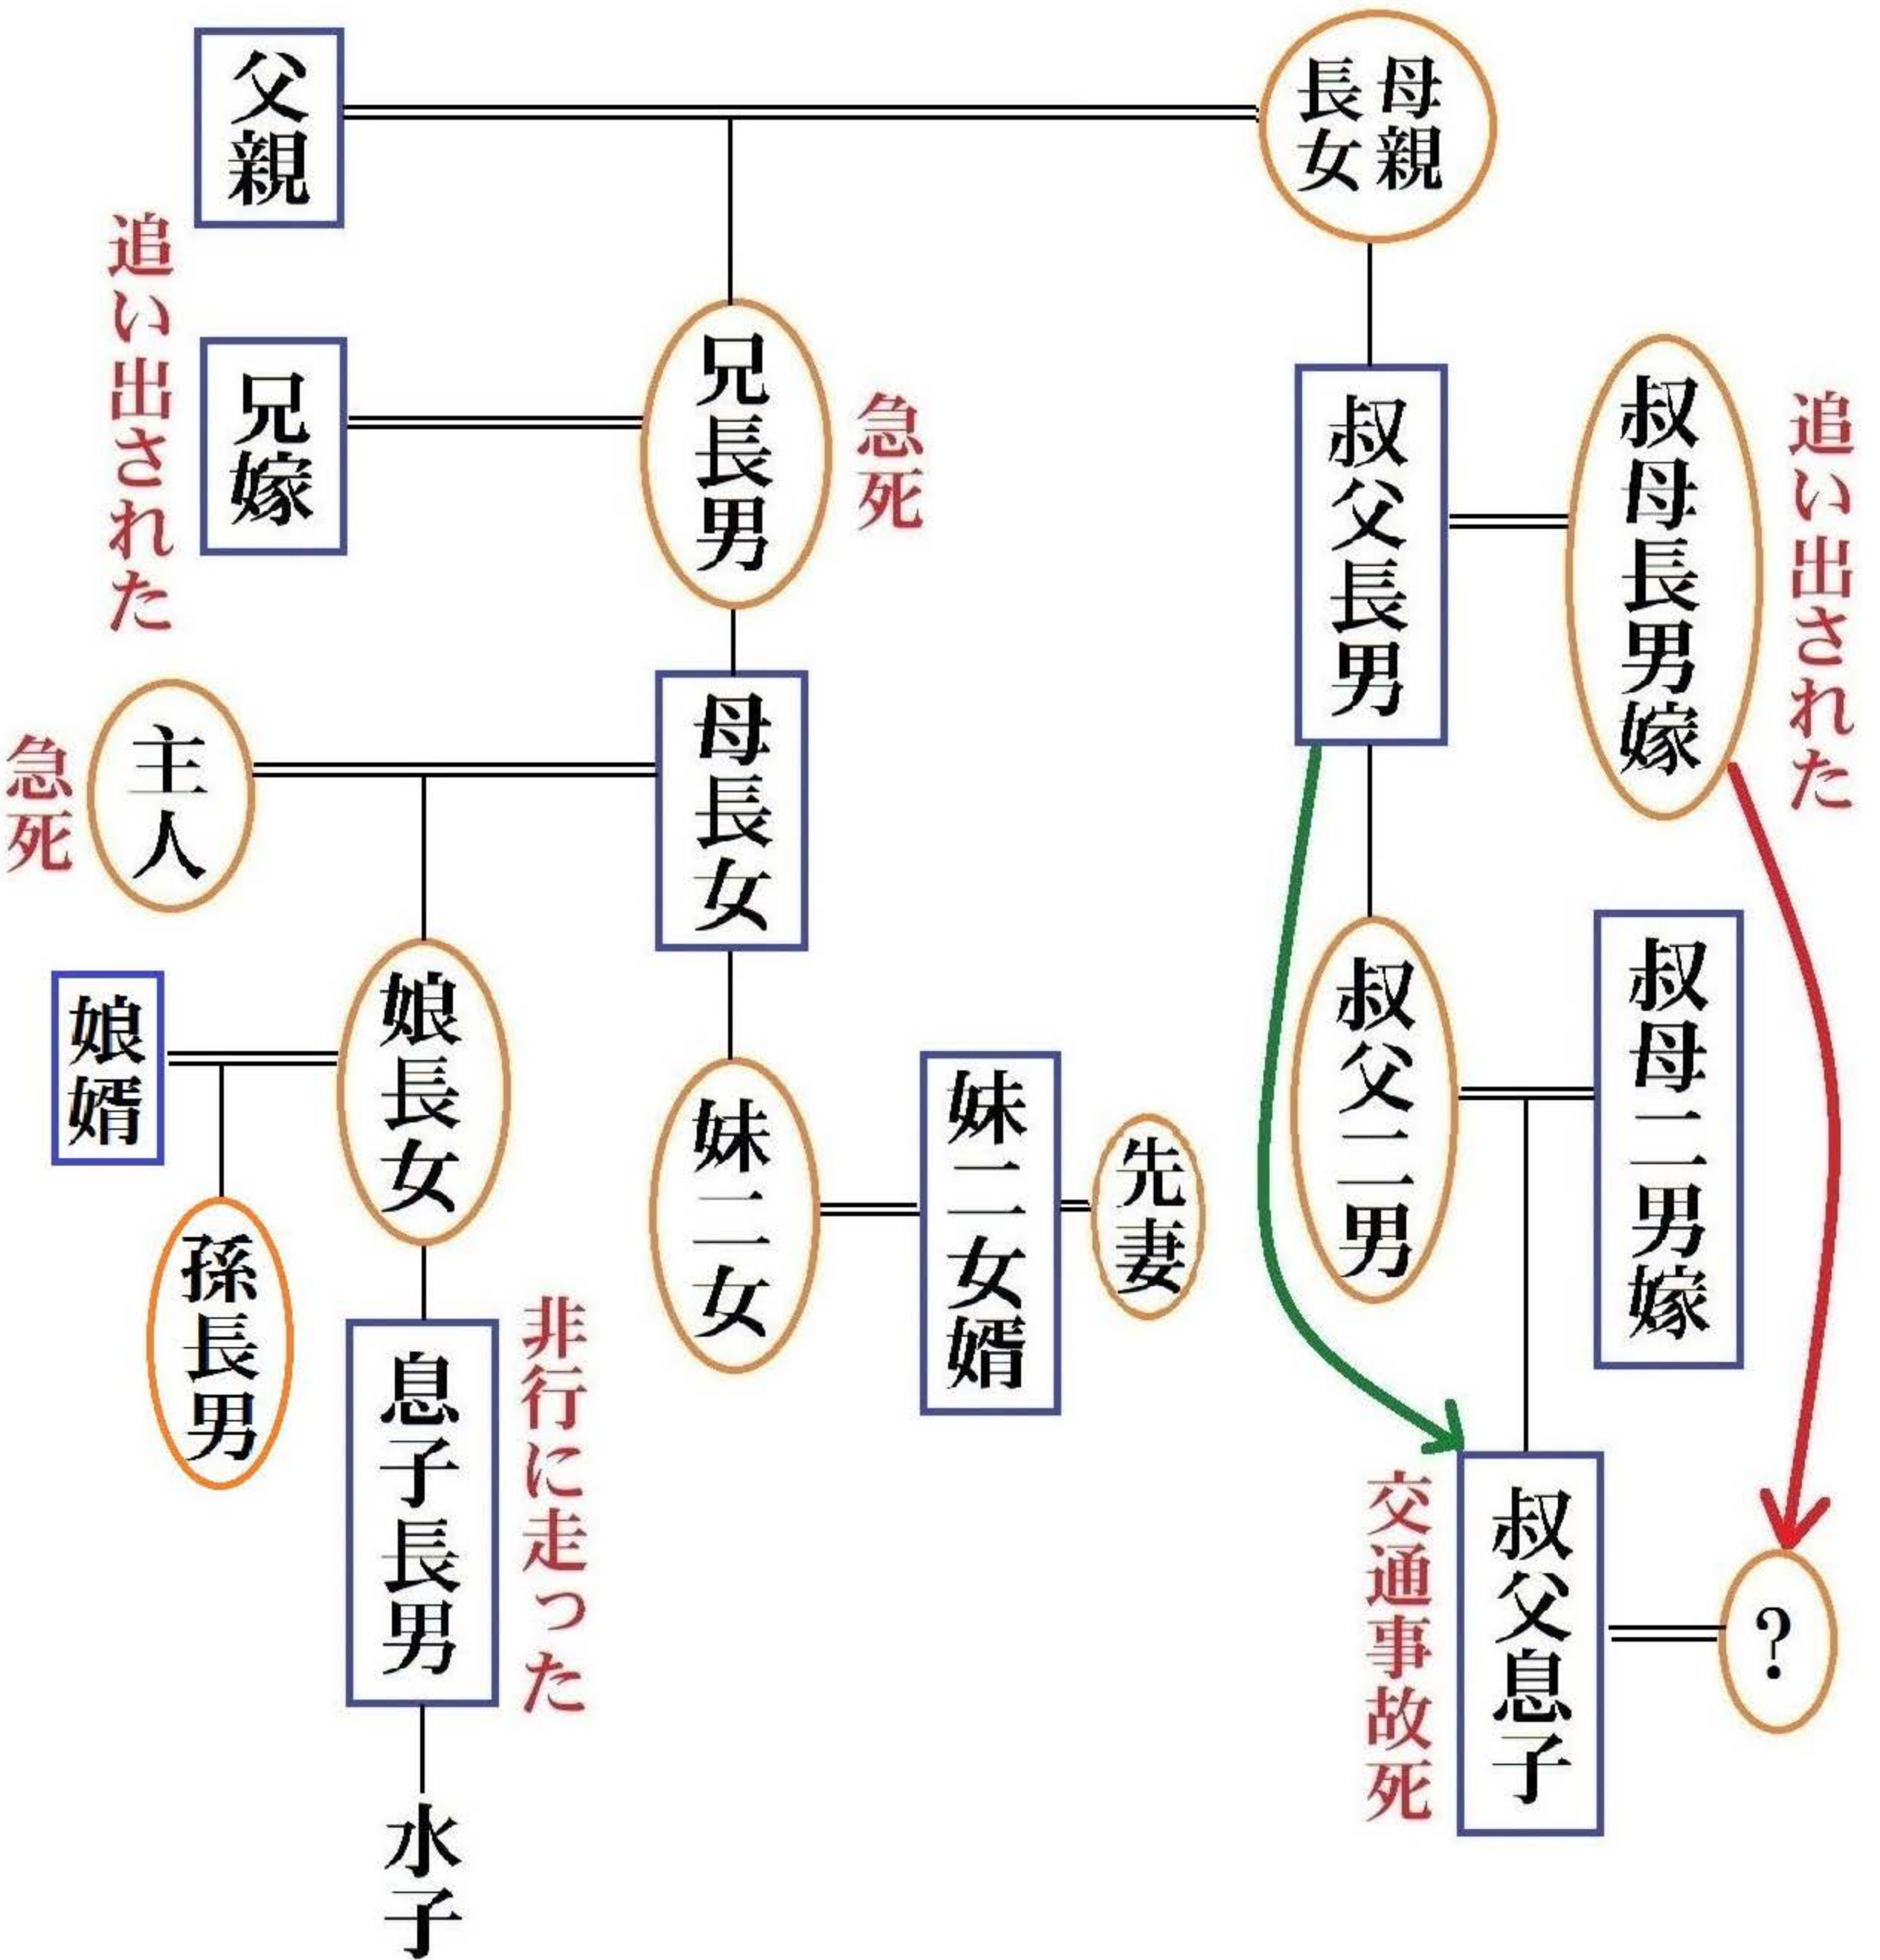 父親
母親
長女
追い出された
兄嫁
兄長男
急死
叔父長男
叔母長男嫁
追い出された
急死
主人
母長女
娘婿
娘長女
妹二女
妹二女婿
先妻
叔父二男
叔母二男嫁
孫長男
息子長男
非行に走った
交通事故死
叔父息子
?
水子